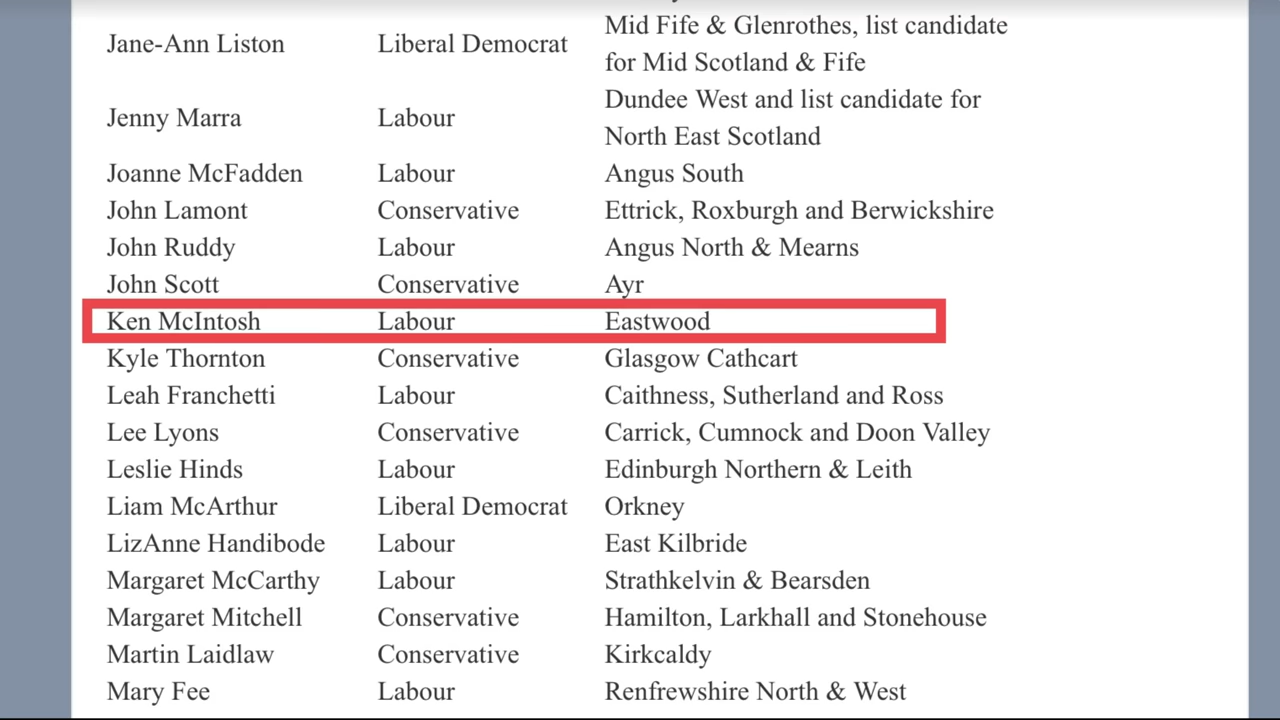 Jane-Ann Liston Liberal Democrat Mid Fife & Glenrothes, list candidate
for Mid Scotland & Fife
Jenny Marra Labour Dundee West and list candidate for
North East Scotland
Joanne McFadden Labour Angus South
John Lamont Conservative Ettrick, Roxburgh and Berwickshire
John Ruddy Labour Angus North & Mearns
John Scott Conservative Ayr
Ken McIntosh Labour Eastwood
Kyle Thornton Conservative Glasgow Cathcart
Leah Franchetti Labour Caithness, Sutherland and Ross
Lee Lyons Conservative Carrick, Cumnock and Doon Valley
Leslie Hinds Labour Edinburgh Northern & Leith
Liam McArthur Liberal Democrat Orkney
LizAnne Handibode Labour East Kilbride
Margaret McCarthy Labour Strathkelvin & Bearsden
Margaret Mitchell Conservative Hamilton, Larkhall and Stonehouse
Martin Laidlaw Conservative Kirkcaldy
Mary Fee Labour Renfrewshire North & West